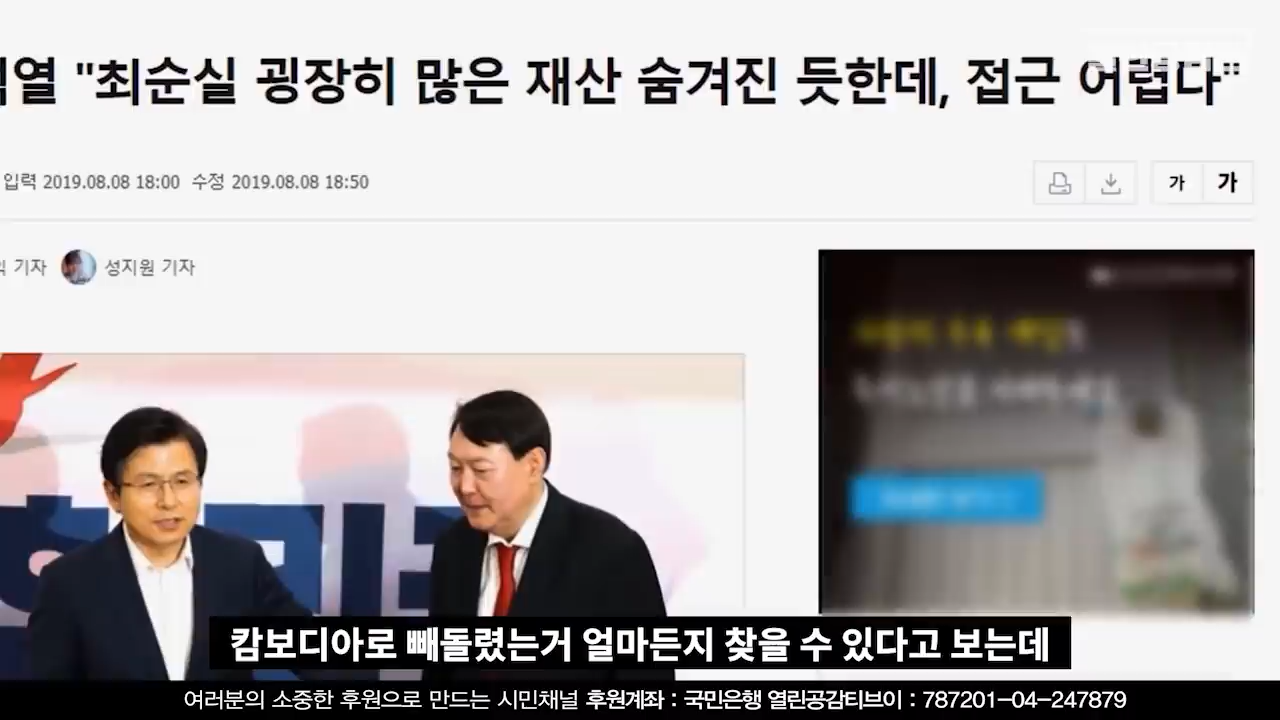 열 "최순실 굉장히 많은 재산 숨겨진 듯한데, 접근 어렵다"
입력 2019.08.08 18:00 수정 2019.08.08 18:50
가 가
기자 성지원 기자
캄보디아로 빼돌렸는거 얼마든지 찾을 수 있다고 보는데
여러분의 소중한 후원으로 만드는 시민채널 후원계좌 : 국민은행 열린공감티브이 : 787201-04-247879